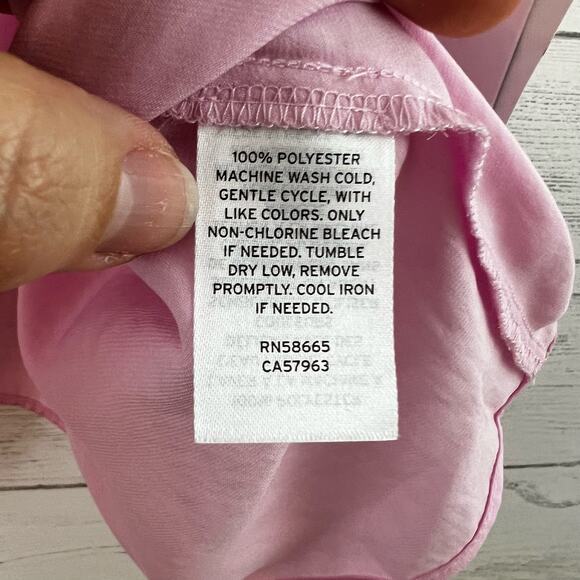 100% POLYESTER
MACHINE WASH COLD,
GENTLE CYCLE, WITH
LIKE COLORS. ONLY
NON-CHLORINE BLEACH
IF NEEDED. TUMBLE
DRY LOW, REMOVE
PROMPTLY. COOL IRON
IF NEEDED.
RN58665
CA57963